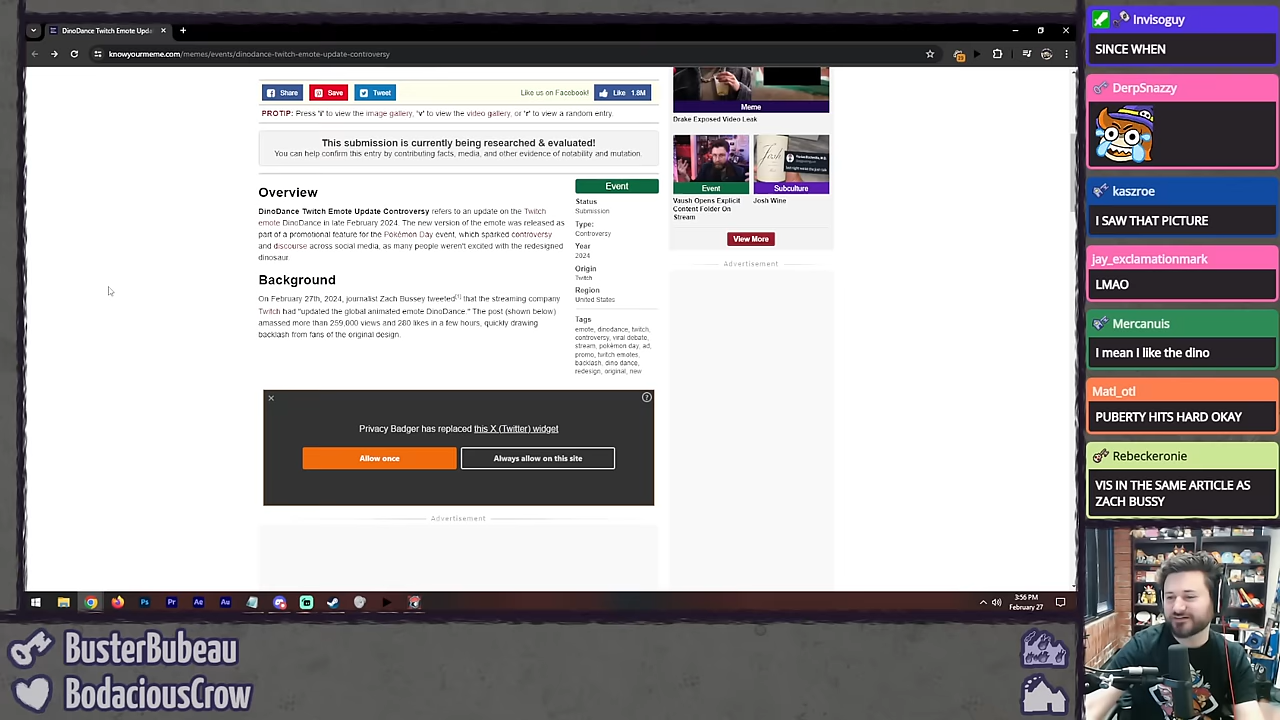 DinoDance Twitch Emote Upda
knowyourmeme.com/memes/events/dinodance-twitch-emote-update-controversy
Share
Save
Tweet
Like us on Facebook!
Like 1.8M
PROTIP: Press 'i' to view the image gallery, 'v' to view the video gallery, or 'r' to view a random entry.
This submission is currently being researched & evaluated!
You can help confirm this entry by contributing facts, media, and other evidence of notability and mutation.
Overview
DinoDance Twitch Emote Update Controversy refers to an update on the Twitch
emote DinoDance in late February 2024. The new version of the emote was released as
part of a promotional feature for the Pokémon Day event, which sparked controversy
and discourse across social media, as many people weren't excited with the redesigned
dinosaur.
Background
On February 27th, 2024, journalist Zach Bussey tweeted[1] that the streaming company
Twitch had "updated the global animated emote DinoDance." The post (shown below)
amassed more than 259,000 views and 280 likes in a few hours, quickly drawing
backlash from fans of the original design.
Event
Status
Submission
Type:
Controversy
Year
2024
Origin
Twitch
Region
United States
Tags
emote, dinodance, twitch,
controversy, viral debate,
stream, pokémon day, ad,
promo, twitch emotes,
backlash, dino dance,
redesign, original, new
Privacy Badger has replaced this X (Twitter) widget
Allow once
Always allow on this site
Advertisement
Meme
Drake Exposed Video Leak
Event
Vaush Opens Explicit
Content Folder On
Stream
Josh
Subculture
Josh Wine
View More
Advertisement
3:56 PM
February 27
Invisoguy
SINCE WHEN
DerpSnazzy
kaszroe
I SAW THAT PICTURE
jay_exclamationmark
LMAO
Mercanuis
I mean I like the dino
Mati_otl
PUBERTY HITS HARD OKAY
Rebeckeronie
VIS IN THE SAME ARTICLE AS
ZACH BUSSY
BusterBubeau
BodaciousCrow